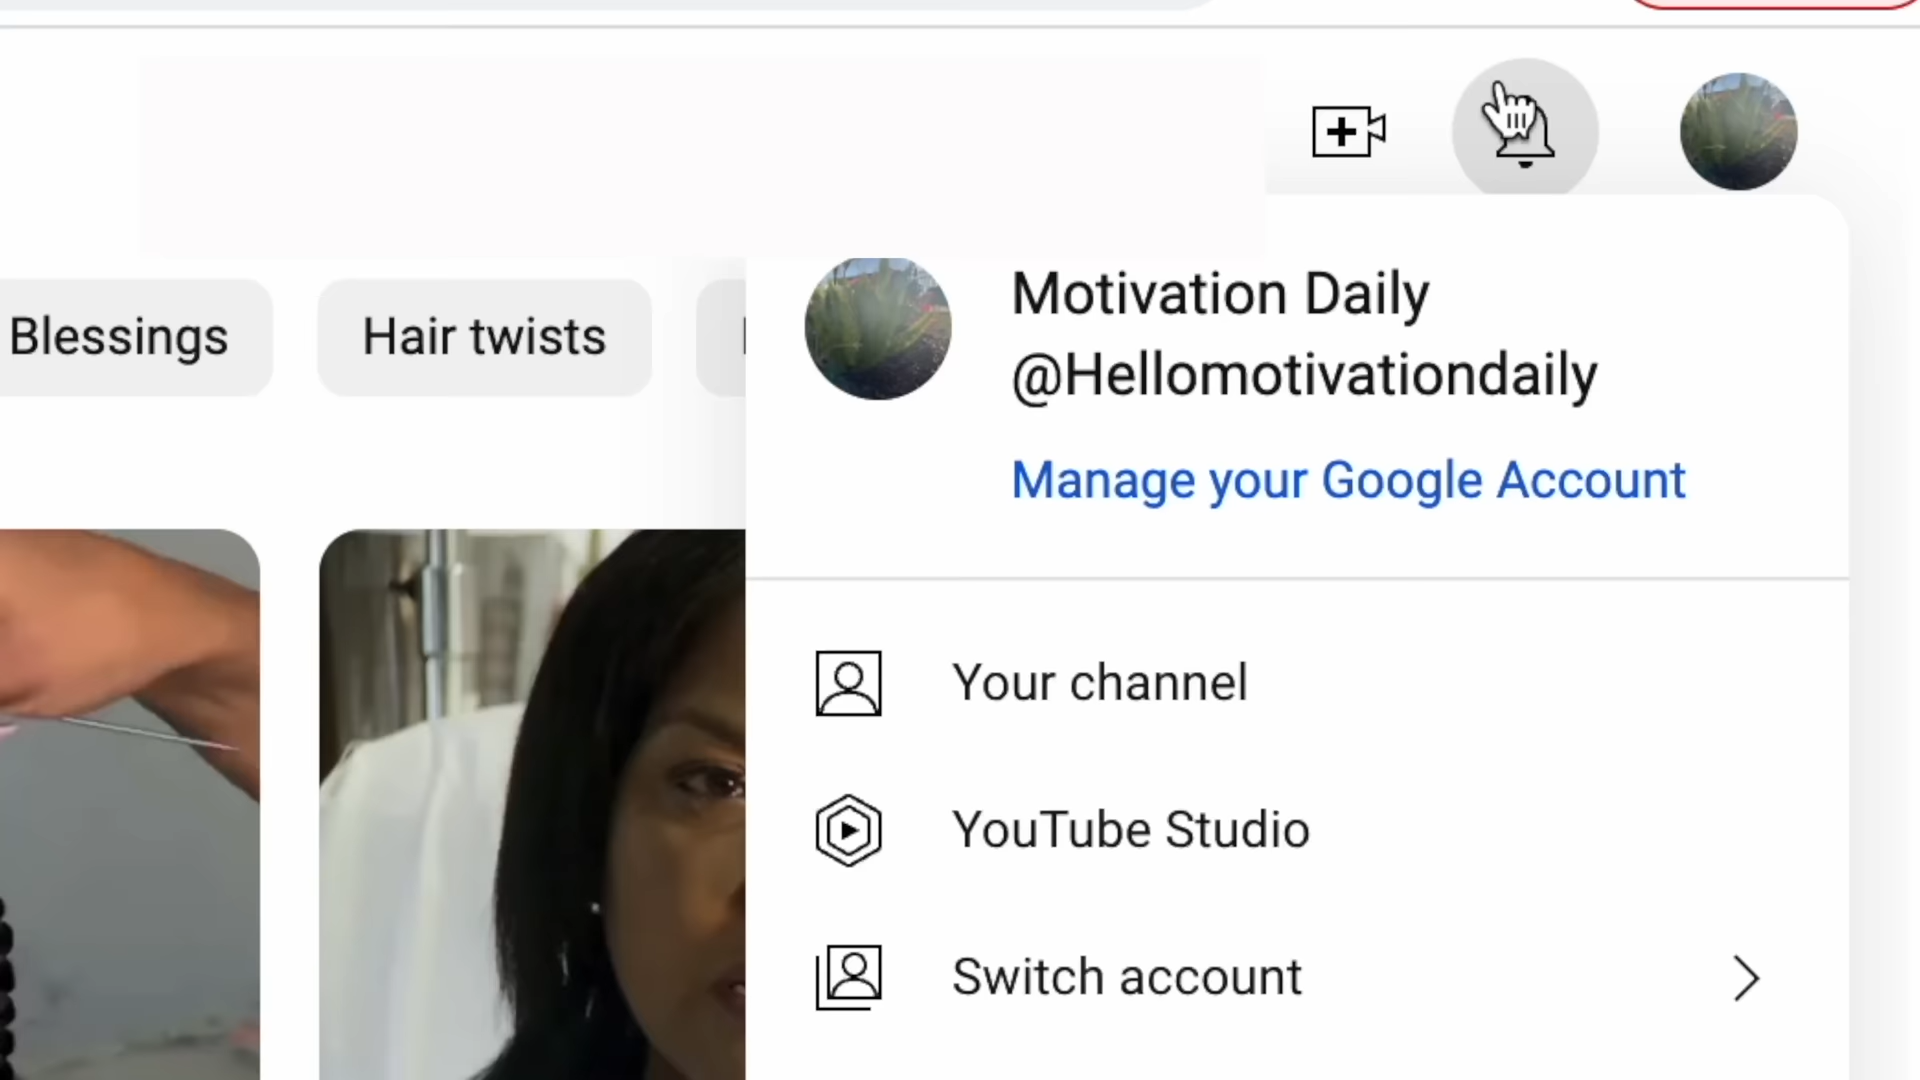 Blessings
Hair twists
Motivation Daily
@Hellomotivationdaily
Manage your Google Account
Your channel
YouTube Studio
Switch account